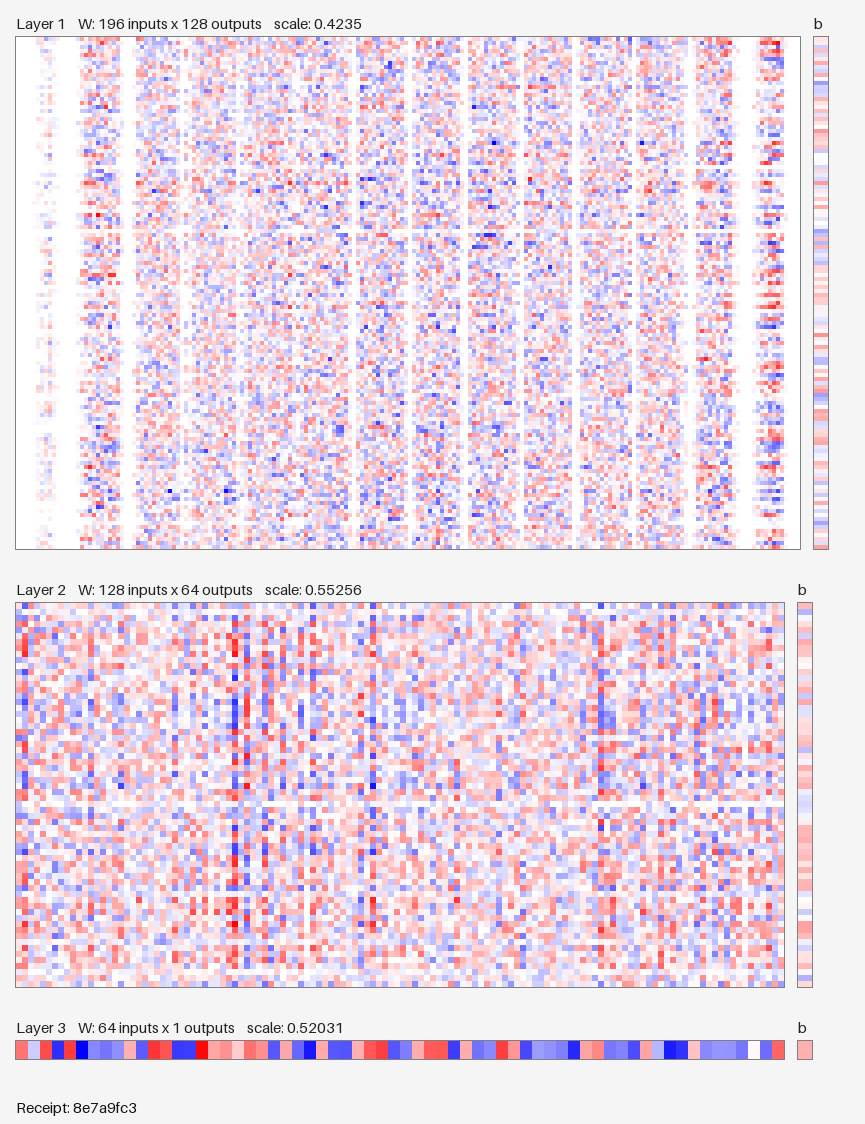 Layer 1 W: 196 inputs x 128 outputs scale: 0.4235 b
Layer 2 W: 128 inputs x 64 outputs scale: 0.55256 b
Layer 3 W: 64 inputs x 1 outputs scale: 0.52031 b
Receipt: 8e7a9fc3